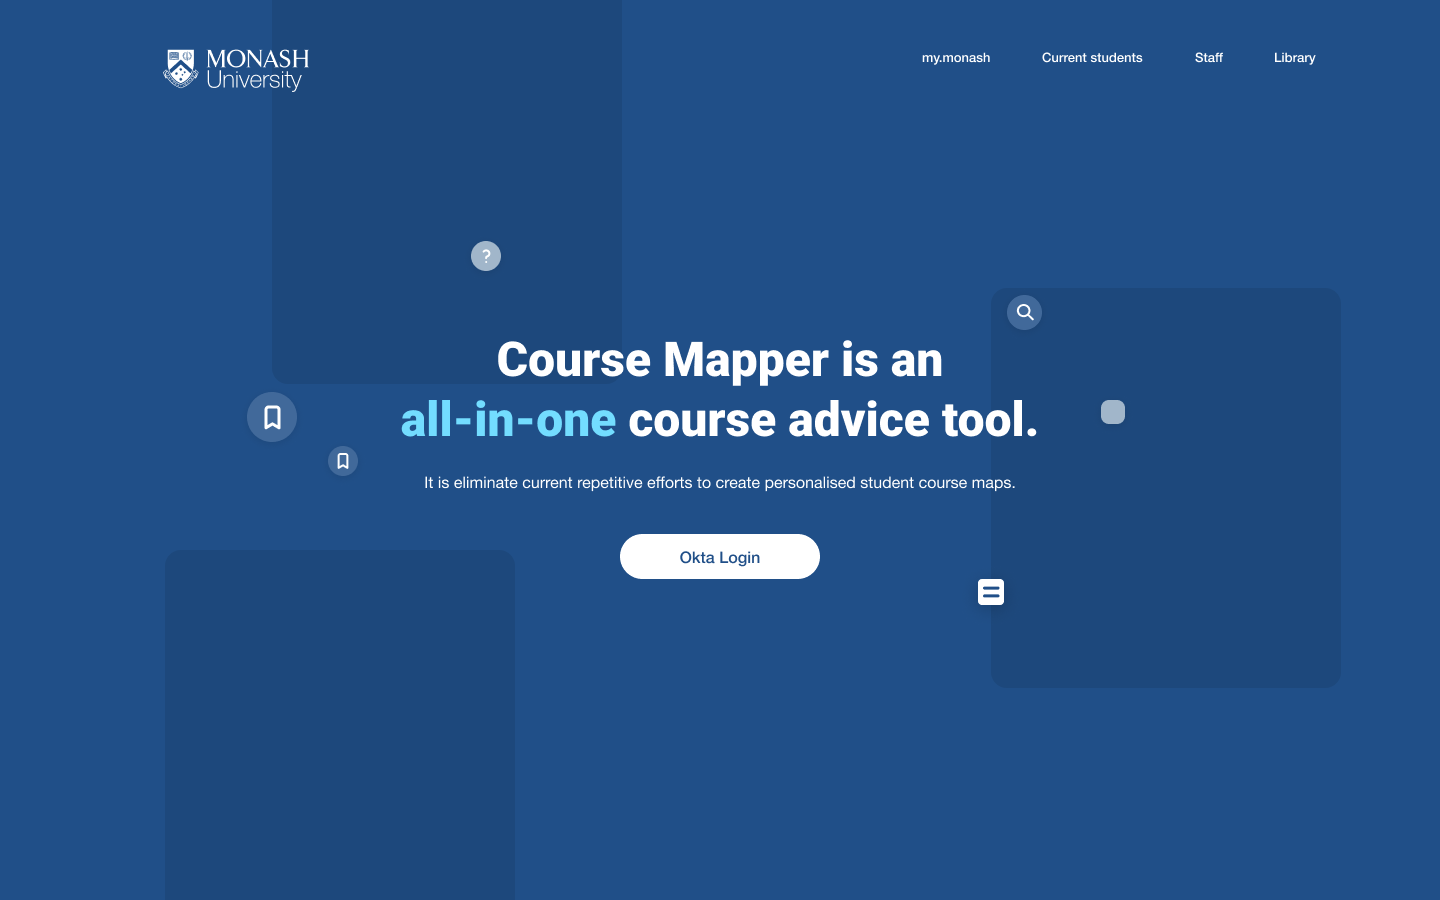 MONASH
University
my.monash
Current students
Staff
Library
?
Course Mapper is an
all-in-one course advice tool.
It is eliminate current repetitive efforts to create personalised student course maps.
Okta Login